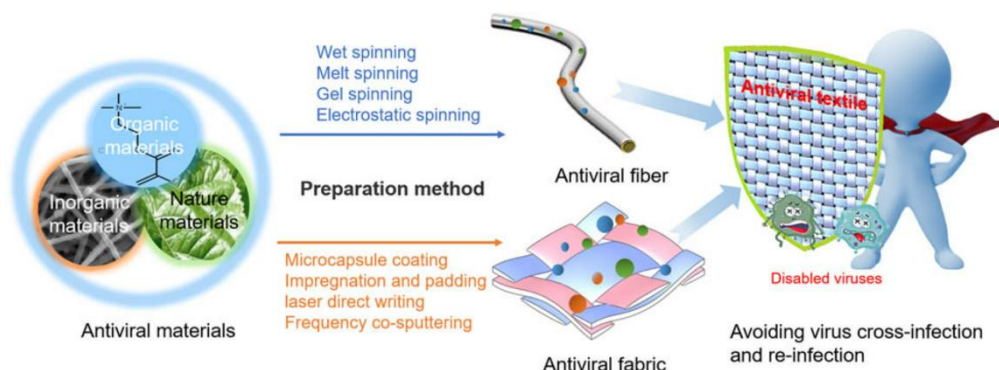 Organic
materials
Inorganic
materials
Nature
materials
Antiviral materials
Wet spinning
Melt spinning
Gel spinning
Electrostatic spinning
Preparation method
Microcapsule coating
Impregnation and padding
laser direct writing
Frequency co-sputtering
Antiviral fiber
Antiviral fabric
Antiviral textile
Disabled viruses
Avoiding virus cross-infection
and re-infection